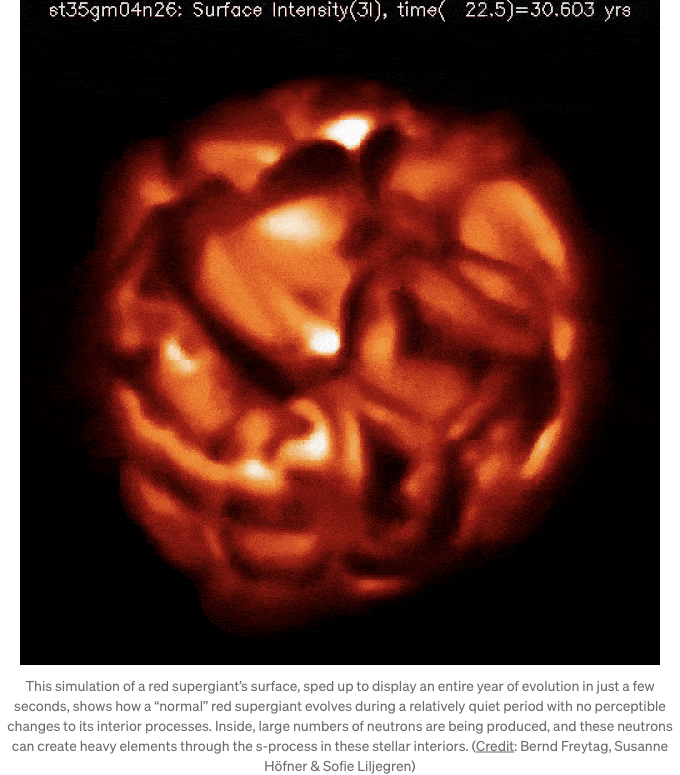 st35gm04n26: Surface Intensity(3l), time(  22.5)=30.603 yrs
This simulation of a red supergiant’s surface, sped up to display an entire year of evolution in just a few
seconds, shows how a “normal” red supergiant evolves during a relatively quiet period with no perceptible
changes to its interior processes. Inside, large numbers of neutrons are being produced, and these neutrons
can create heavy elements through the s-process in these stellar interiors. (Credit: Bernd Freytag, Susanne
Höfner & Sofie Liljegren)